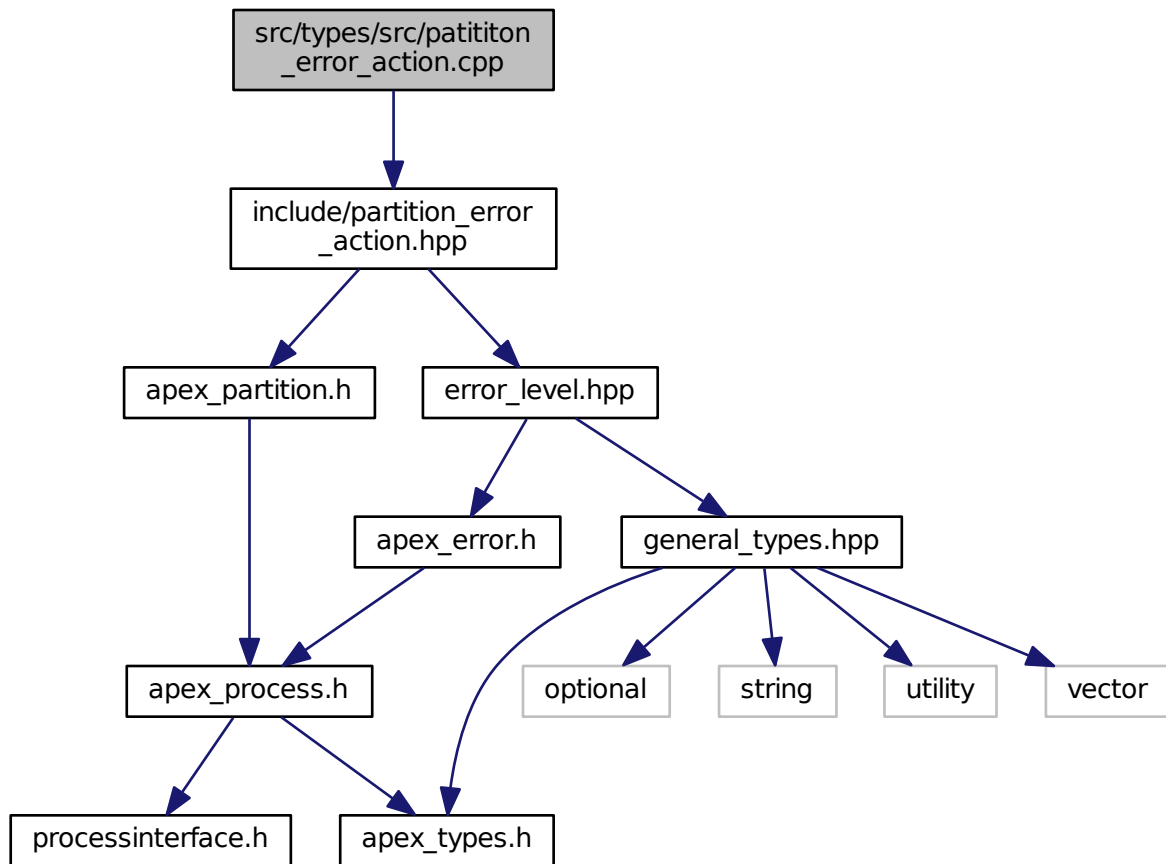 src/types/src/patititon
_error_action.cpp
include/partition_error
_action.hpp
apex_partition.h
error_level.hpp
apex_error.h
general_types.hpp
apex_process.h
optional
string
utility
vector
processinterface.h
apex_types.h